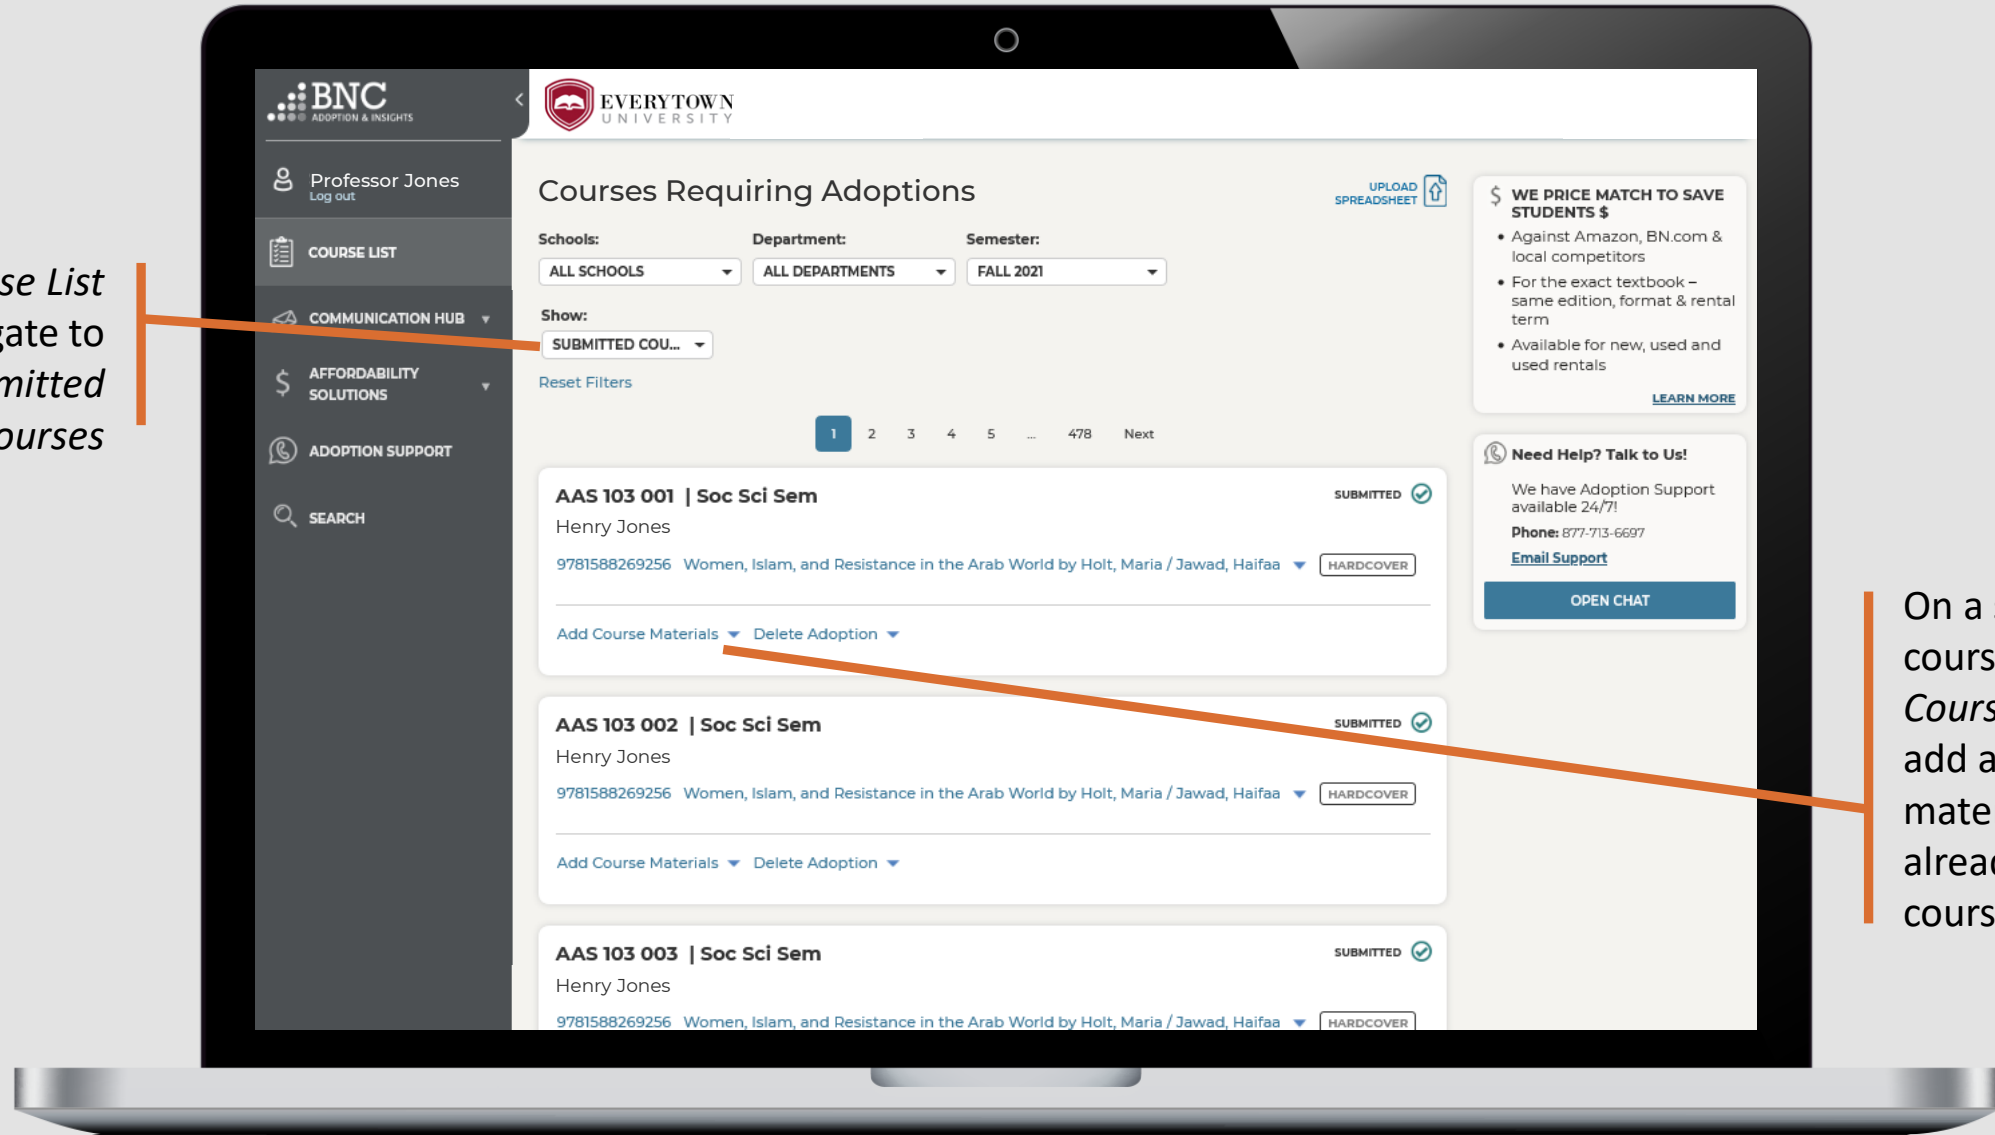 se List
gate to
mitted
ourses
BNC
ADOPTION & INSIGHTS
Professor Jones
Log out
COURSE LIST
COMMUNICATION HUB
AFFORDABILITY
SOLUTIONS
ADOPTION SUPPORT
SEARCH
EVERYTOWN
UNIVERSITY
Courses Requiring Adoptions
UPLOAD
SPREADSHEET
Schools: Department: Semester:
ALL SCHOOLS ALL DEPARTMENTS FALL 2021
Show:
SUBMITTED COU...
Reset Filters
1 2 3 4 5 ... 478 Next
AAS 103 001 | Soc Sci Sem SUBMITTED
Henry Jones
9781588269256 Women, Islam, and Resistance in the Arab World by Holt, Maria / Jawad, Haifaa HARDCOVER
Add Course Materials Delete Adoption
AAS 103 002 | Soc Sci Sem SUBMITTED
Henry Jones
9781588269256 Women, Islam, and Resistance in the Arab World by Holt, Maria / Jawad, Haifaa HARDCOVER
Add Course Materials Delete Adoption
AAS 103 003 | Soc Sci Sem SUBMITTED
Henry Jones
9781588269256 Women, Islam, and Resistance in the Arab World by Holt, Maria / Jawad, Haifaa HARDCOVER
$ WE PRICE MATCH TO SAVE
STUDENTS $
• Against Amazon, BN.com &
local competitors
• For the exact textbook –
same edition, format & rental
term
• Available for new, used and
used rentals
LEARN MORE
Need Help? Talk to Us!
We have Adoption Support
available 24/7!
Phone: 877-713-6697
Email Support
OPEN CHAT
On a
cours
Cours
add a
mate
alrea
cours